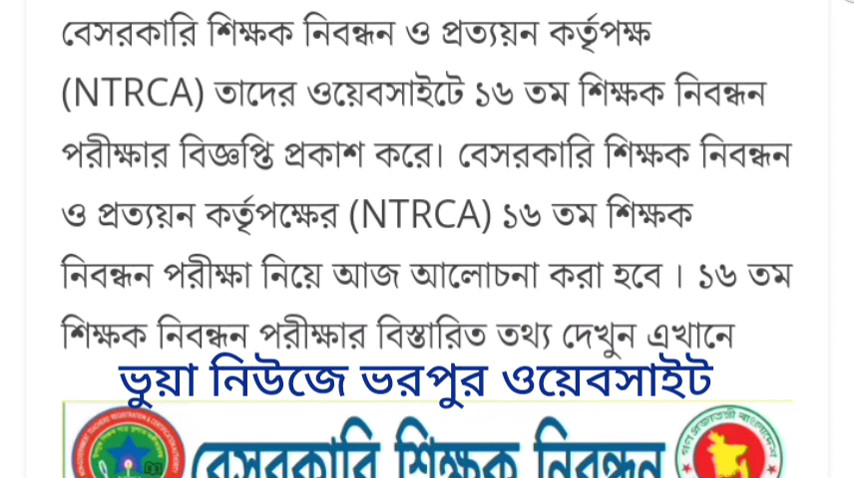 বেসরকারি শিক্ষক নিবন্ধন ও প্রত্যয়ন কর্তৃপক্ষ
(NTRCA) তাদের ওয়েবসাইটে ১৬ তম শিক্ষক নিবন্ধন
পরীক্ষার বিজ্ঞপ্তি প্রকাশ করে। বেসরকারি শিক্ষক নিবন্ধন
ও প্রত্যয়ন কর্তৃপক্ষের (NTRCA) ১৬ তম শিক্ষক
নিবন্ধন পরীক্ষা নিয়ে আজ আলোচনা করা হবে । ১৬ তম
শিক্ষক নিবন্ধন পরীক্ষার বিস্তারিত তথ্য দেখুন এখানে
ভুয়া নিউজে ভরপুর ওয়েবসাইট
বেসরকারি শিক্ষক নিবন্ধন